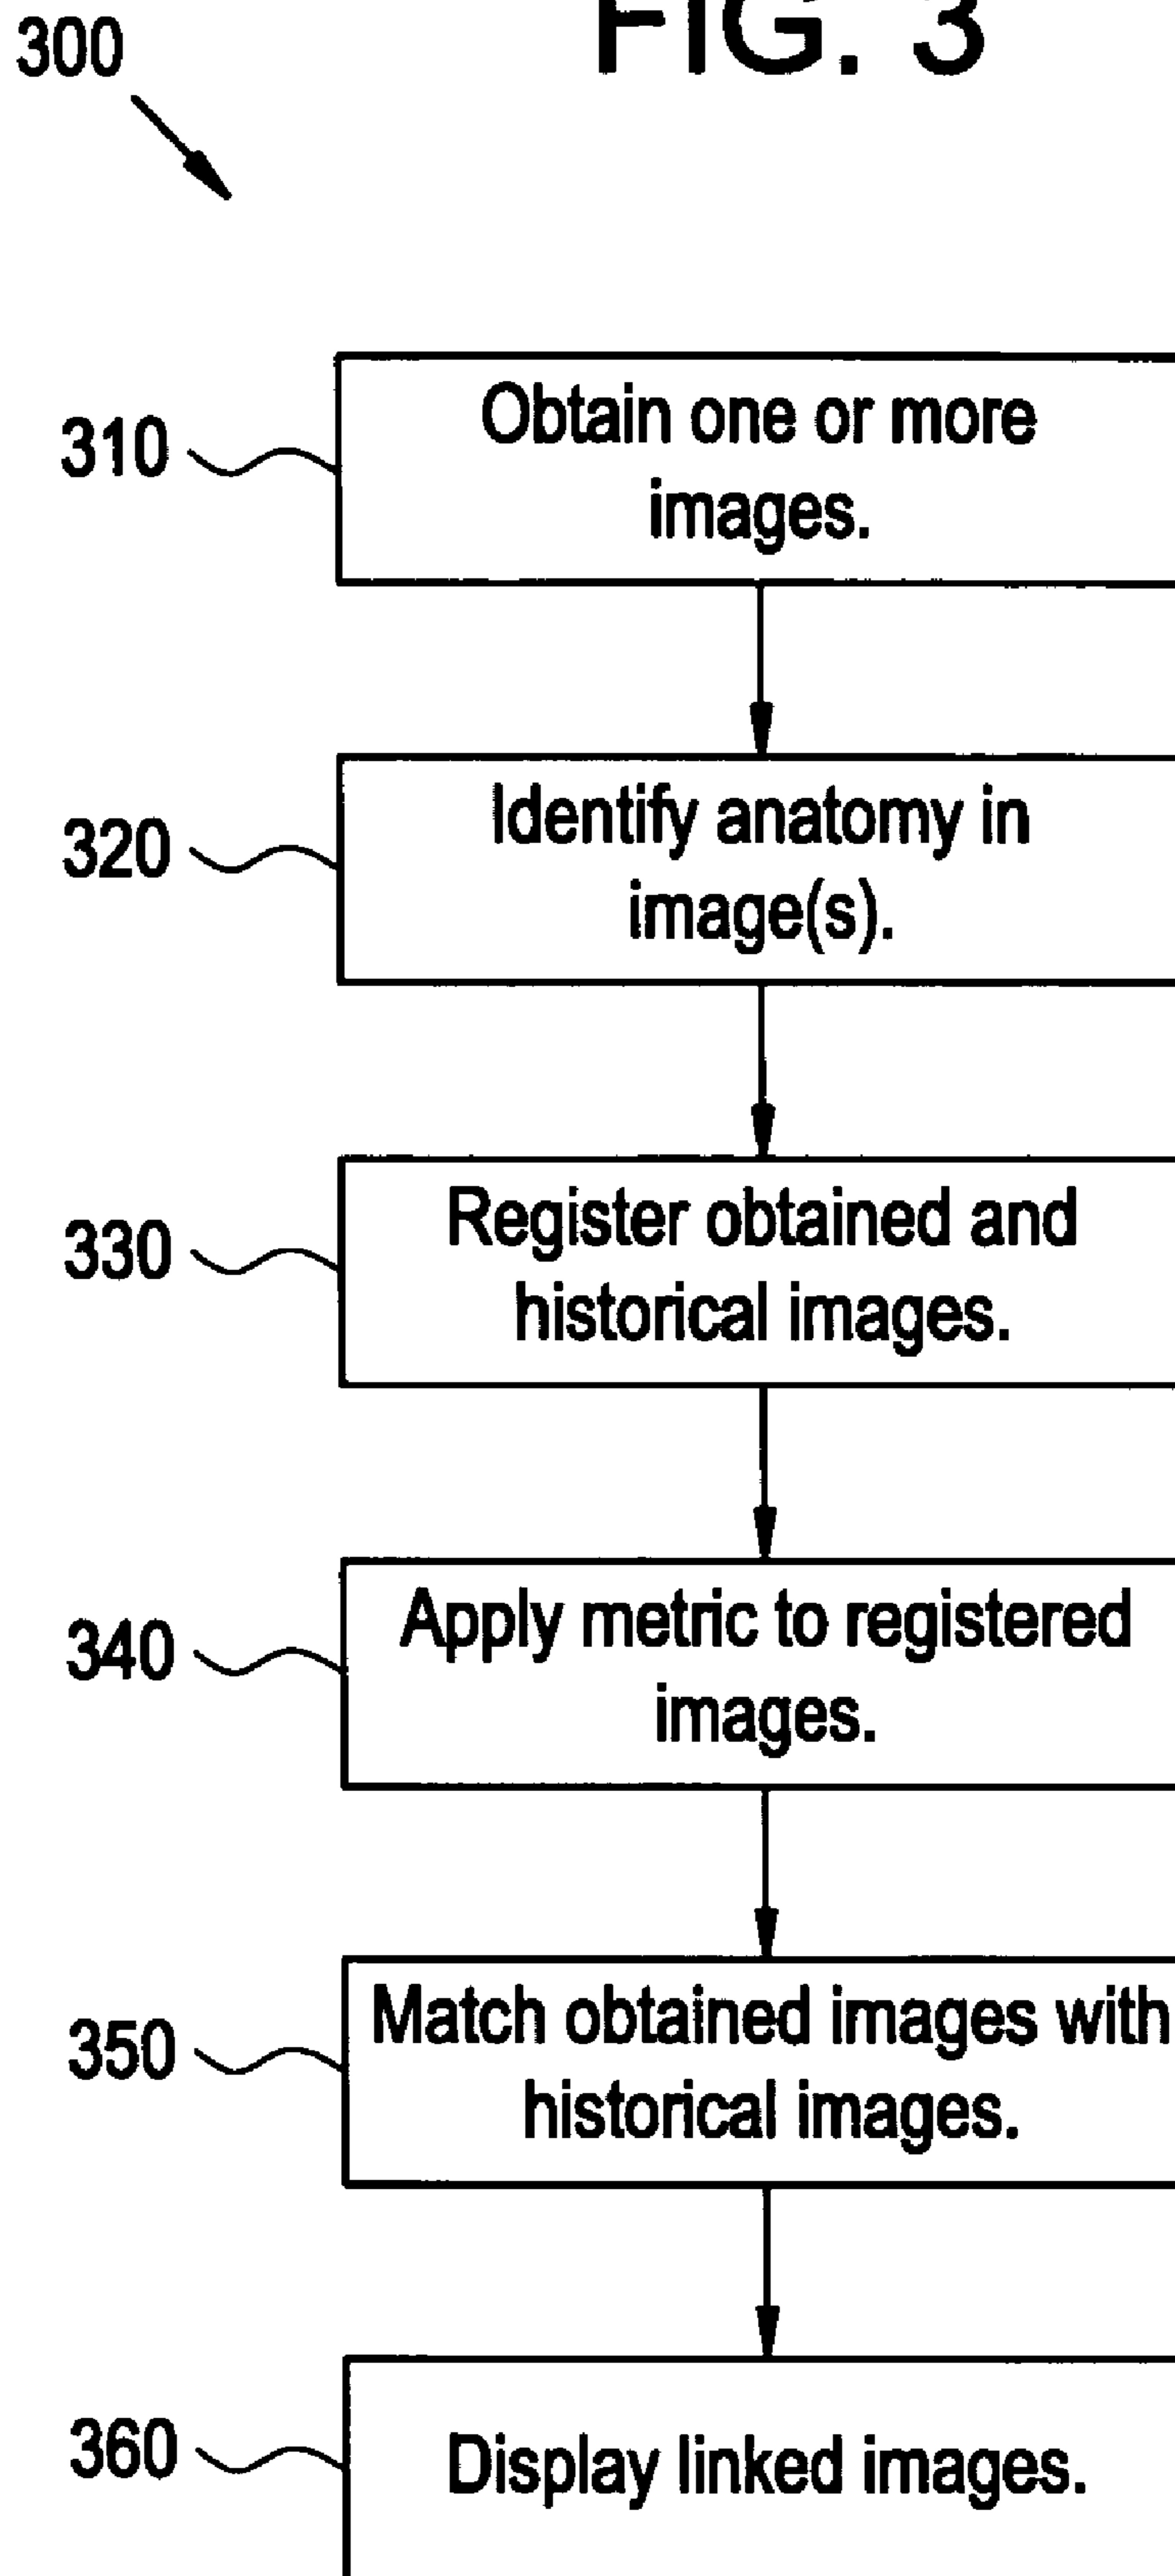 300
FIG. 3
310
Obtain one or more
images.
320
Identify anatomy in
image(s).
330
Register obtained and
historical images.
340
Apply metric to registered
images.
350
Match obtained images with
historical images.
360
Display linked images.